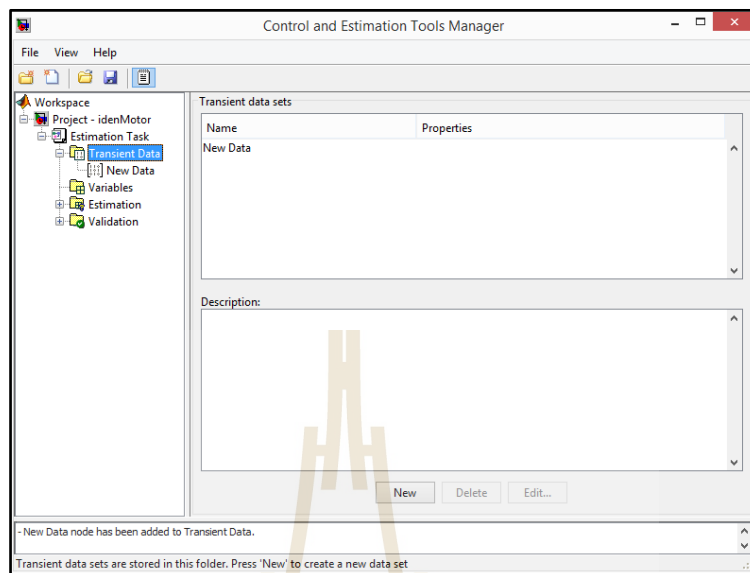 Control and Estimation Tools Manager
File View Help
Workspace
Project - idenMotor
Estimation Task
Transient Data
New Data
Variables
Estimation
Validation
Transient data sets
Name Properties
New Data
Description:
New Delete Edit...
- New Data node has been added to Transient Data.
Transient data sets are stored in this folder. Press 'New' to create a new data set